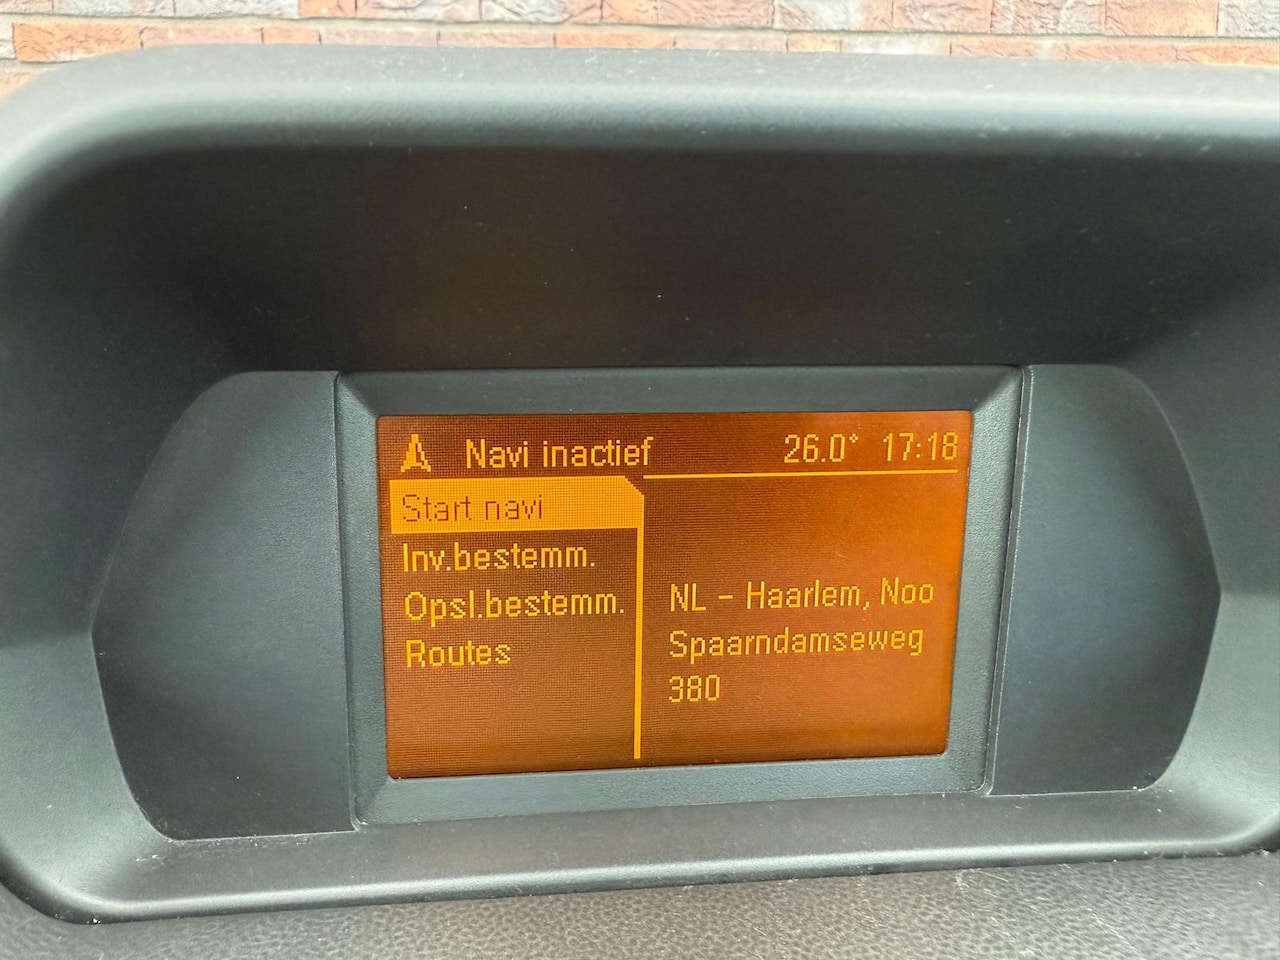 Navi inactief 26.0° 17:18
Start navi
Inv.bestemm.
Opsl.bestemm.
Routes
NL - Haarlem, Noo
Spaarndamseweg
380